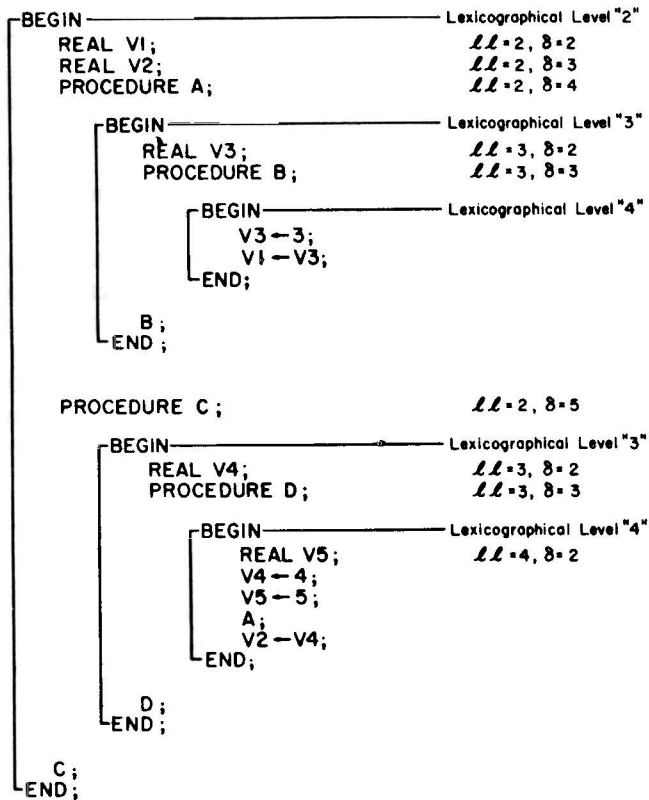 BEGIN Lexicographical Level "2"
REAL V1; ℓℓ=2, δ=2
REAL V2; ℓℓ=2, δ=3
PROCEDURE A; ℓℓ=2, δ=4
BEGIN Lexicographical Level "3"
REAL V3; ℓℓ=3, δ=2
PROCEDURE B; ℓℓ=3, δ=3
BEGIN Lexicographical Level "4"
V3←3;
V1←V3;
END;
B;
END;
PROCEDURE C; ℓℓ=2, δ=5
BEGIN Lexicographical Level "3"
REAL V4; ℓℓ=3, δ=2
PROCEDURE D; ℓℓ=3, δ=3
BEGIN Lexicographical Level "4"
REAL V5; ℓℓ=4, δ=2
V4←4;
V5←5;
A;
V2←V4;
END;
D;
END;
C;
END;